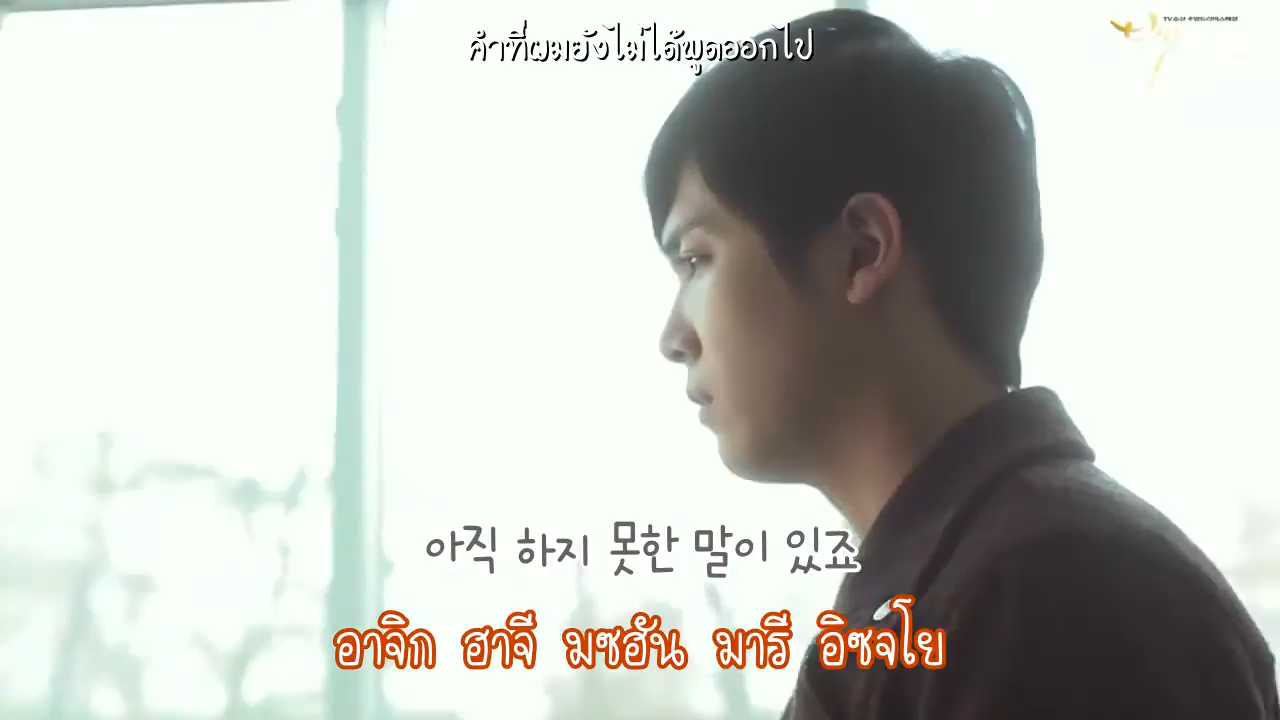 คำที่ผมยังไม่ได้พูดออกไป
아직 하지 못한 말이 있죠
อาจิก ฮาจี มซฮัน มารี อิซจโย